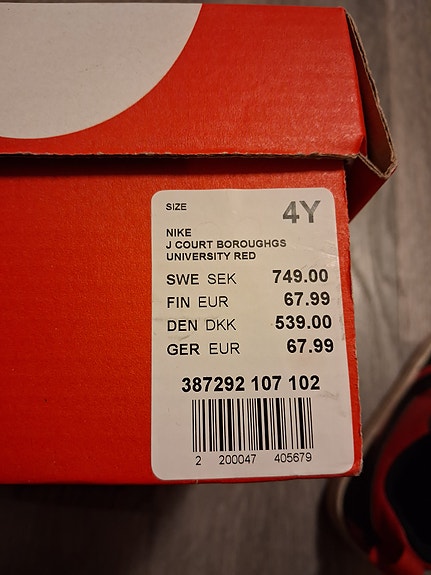 SIZE 4Y
NIKE
J COURT BOROUGHGS
UNIVERSITY RED
SWE SEK 749.00
FIN EUR 67.99
DEN DKK 539.00
GER EUR 67.99
387292 107 102
2 200047 405679